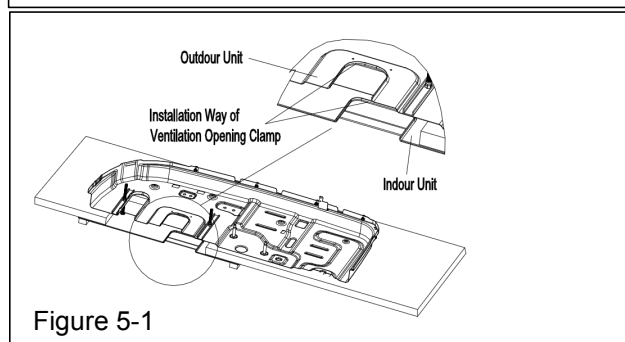 Outdour Unit
Installation Way of
Ventilation Opening Clamp
Indour Unit
Figure 5-1